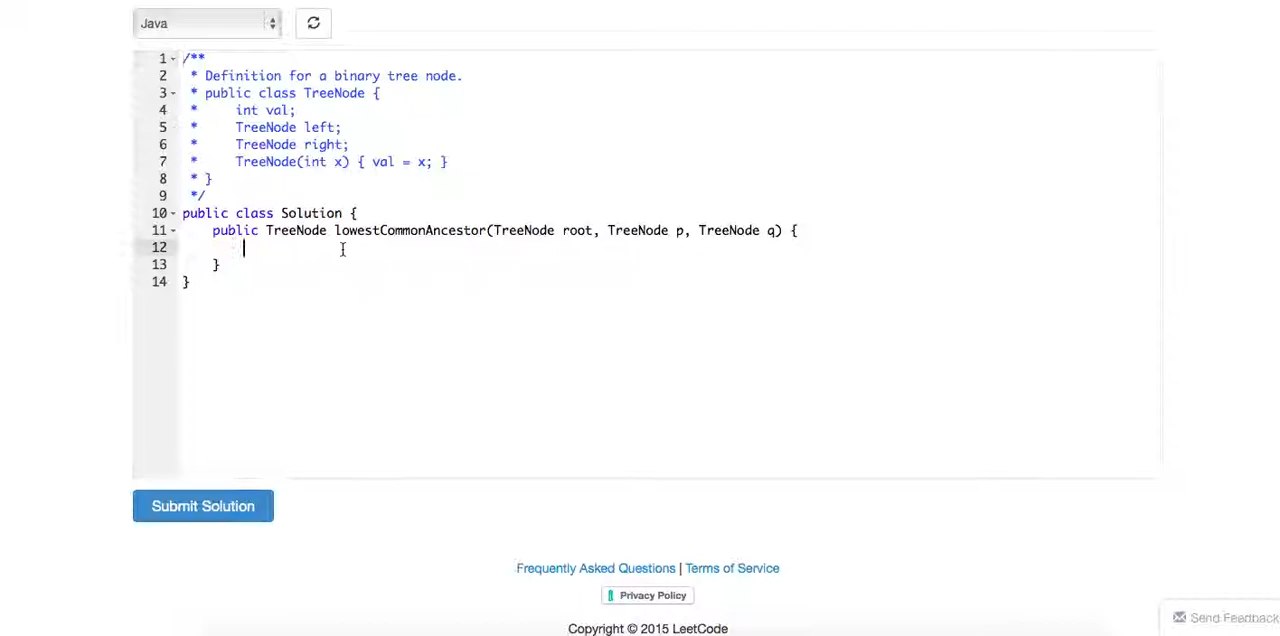 Java
1 /**
2  * Definition for a binary tree node.
3  * public class TreeNode {
4  *     int val;
5  *     TreeNode left;
6  *     TreeNode right;
7  *     TreeNode(int x) { val = x; }
8  * }
9  */
10 public class Solution {
11     public TreeNode lowestCommonAncestor(TreeNode root, TreeNode p, TreeNode q) {
12
13     }
14 }
Submit Solution
Frequently Asked Questions | Terms of Service
Privacy Policy
Send Feedback
Copyright © 2015 LeetCode